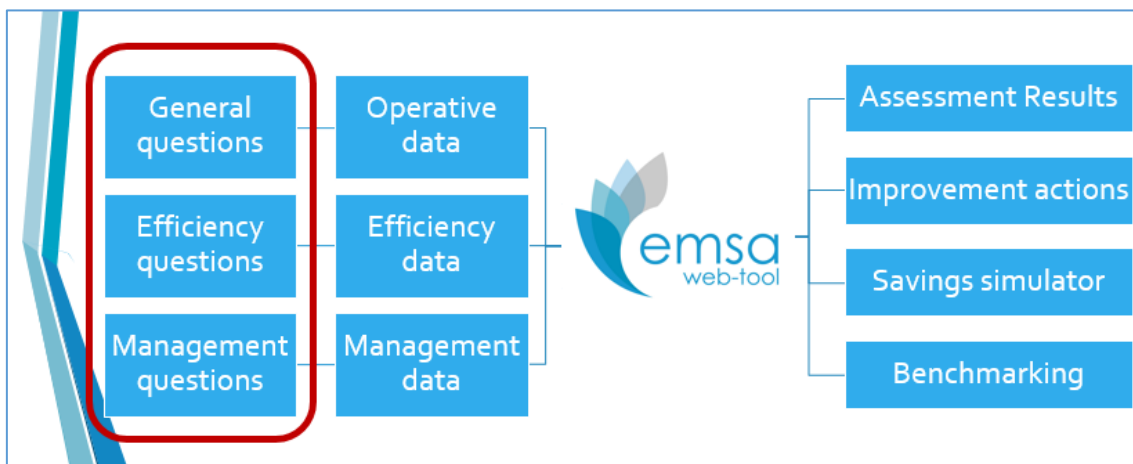 General
questions
Operative
data
Efficiency
questions
Efficiency
data
Management
questions
Management
data
emsa
web-tool
Assessment Results
Improvement actions
Savings simulator
Benchmarking